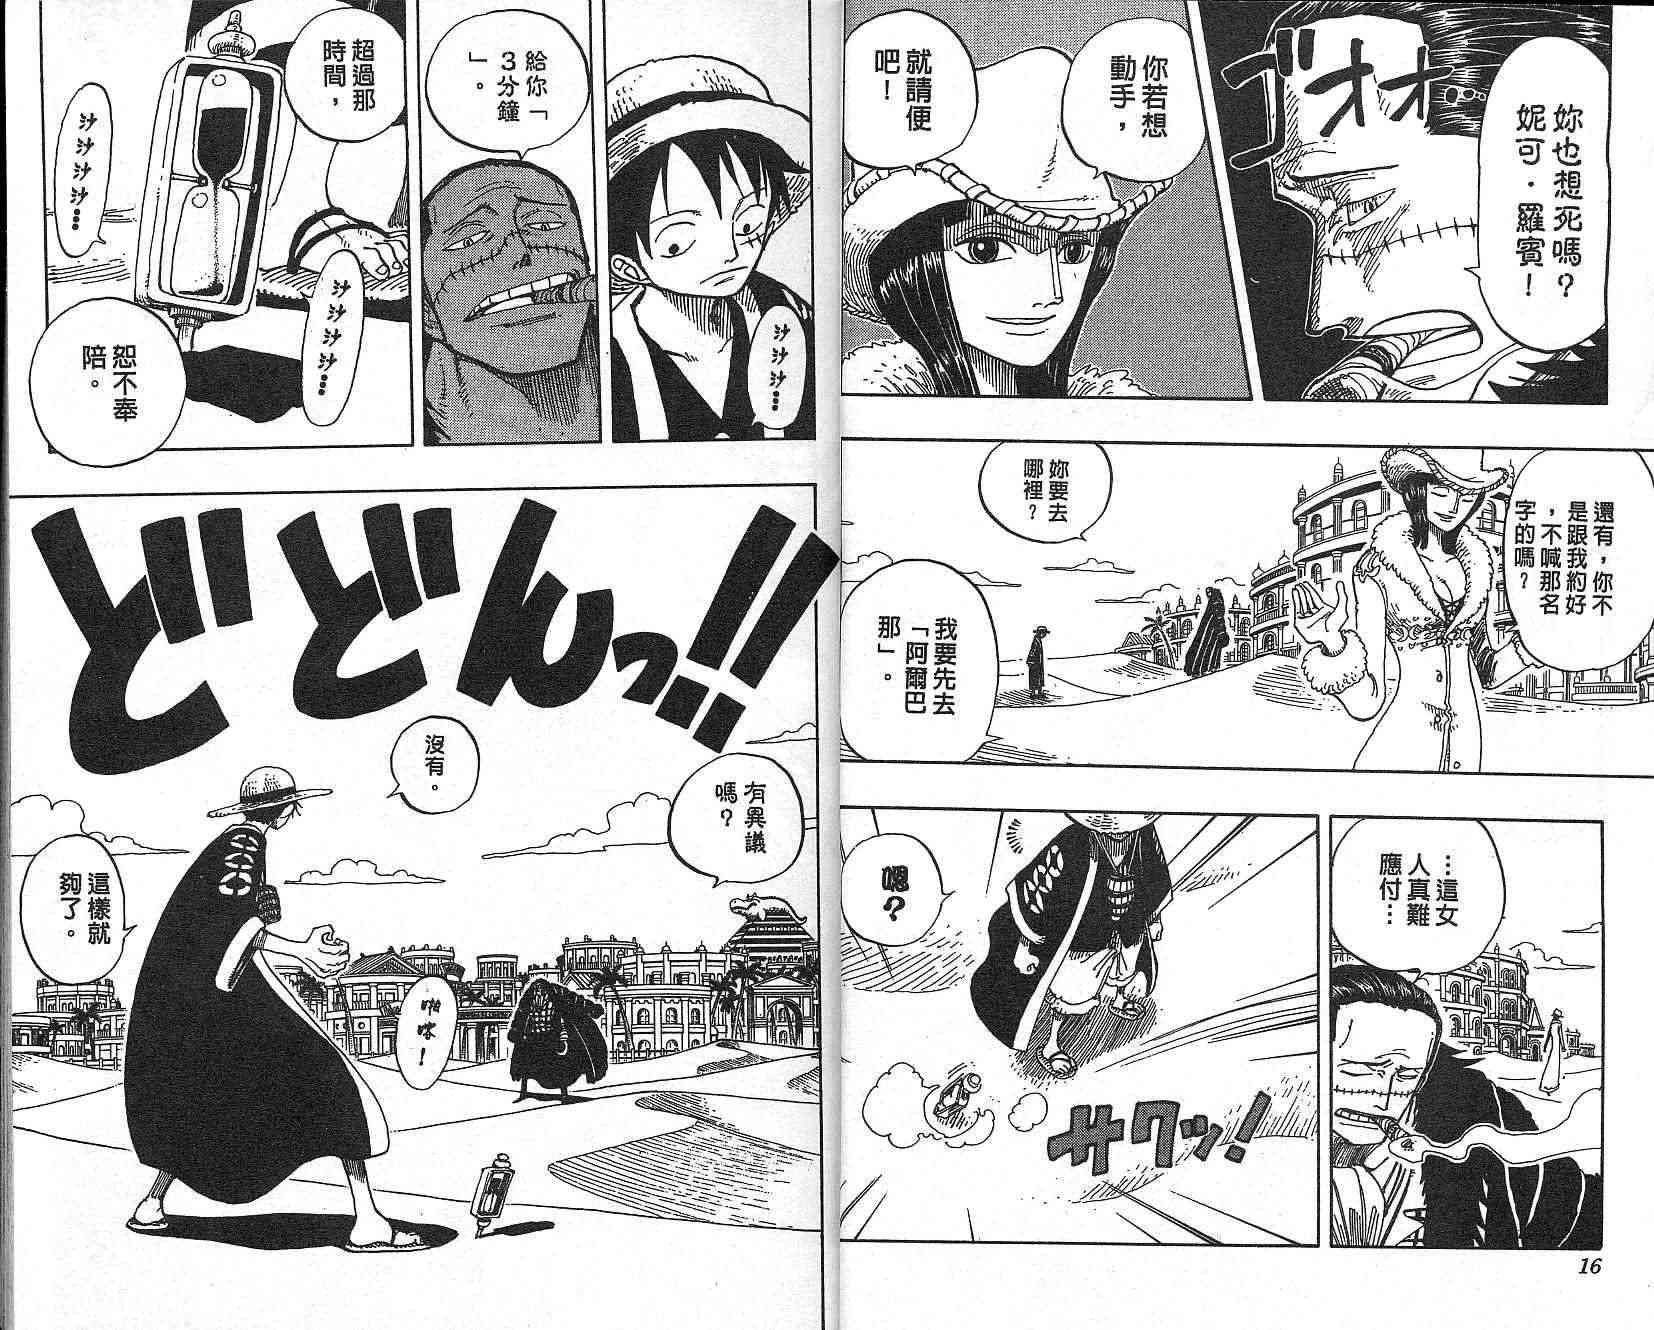 妳也想死嗎?
妮可．羅賓!
ゴオオオ
你若想
動手，
就請便
吧!
還有，你不
是跟我約好
，不喊那名
字的嗎?
妳要去
哪裡?
我要先去
「阿爾巴
那」。
…這女
人真難
應付…
嗯?
サクッ!
16
沙沙沙…
給你「
3分鐘
」。
超過那
時間，
沙沙沙沙…
沙沙沙沙…
恕不奉
陪。
どどんっ!!
有異議
嗎?
沒有。
這樣就
夠了。
啪啄!